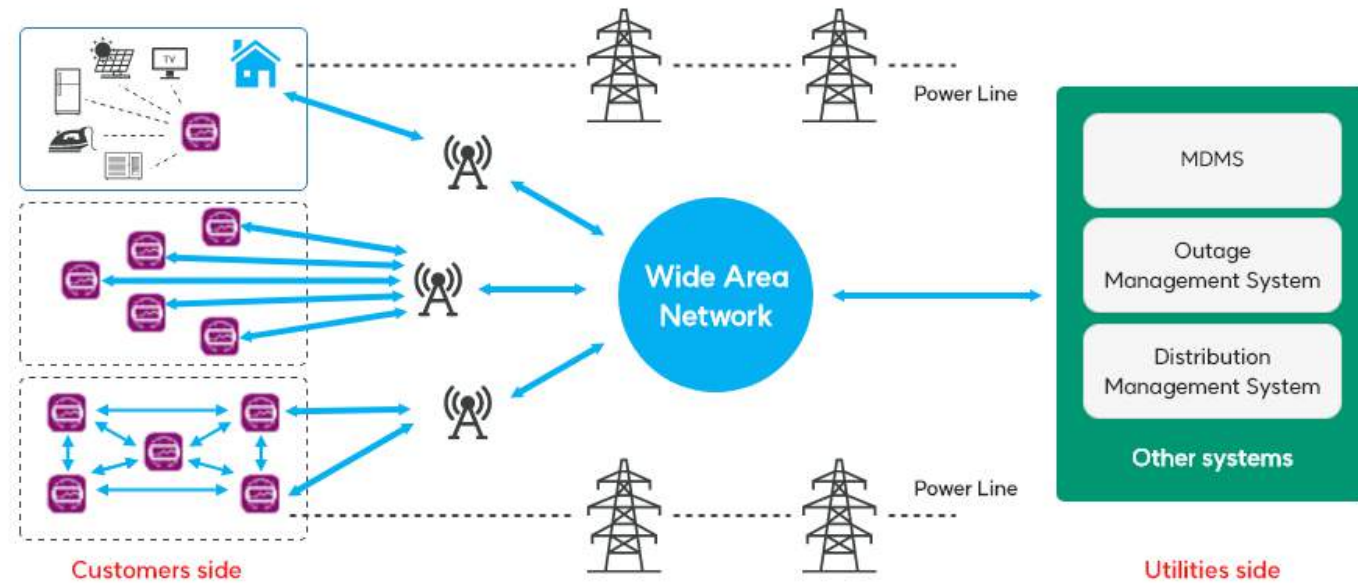 TV
Power Line
MDMS
Outage
Management System
Wide Area
Network
Distribution
Management System
Other systems
Power Line
Customers side
Utilities side